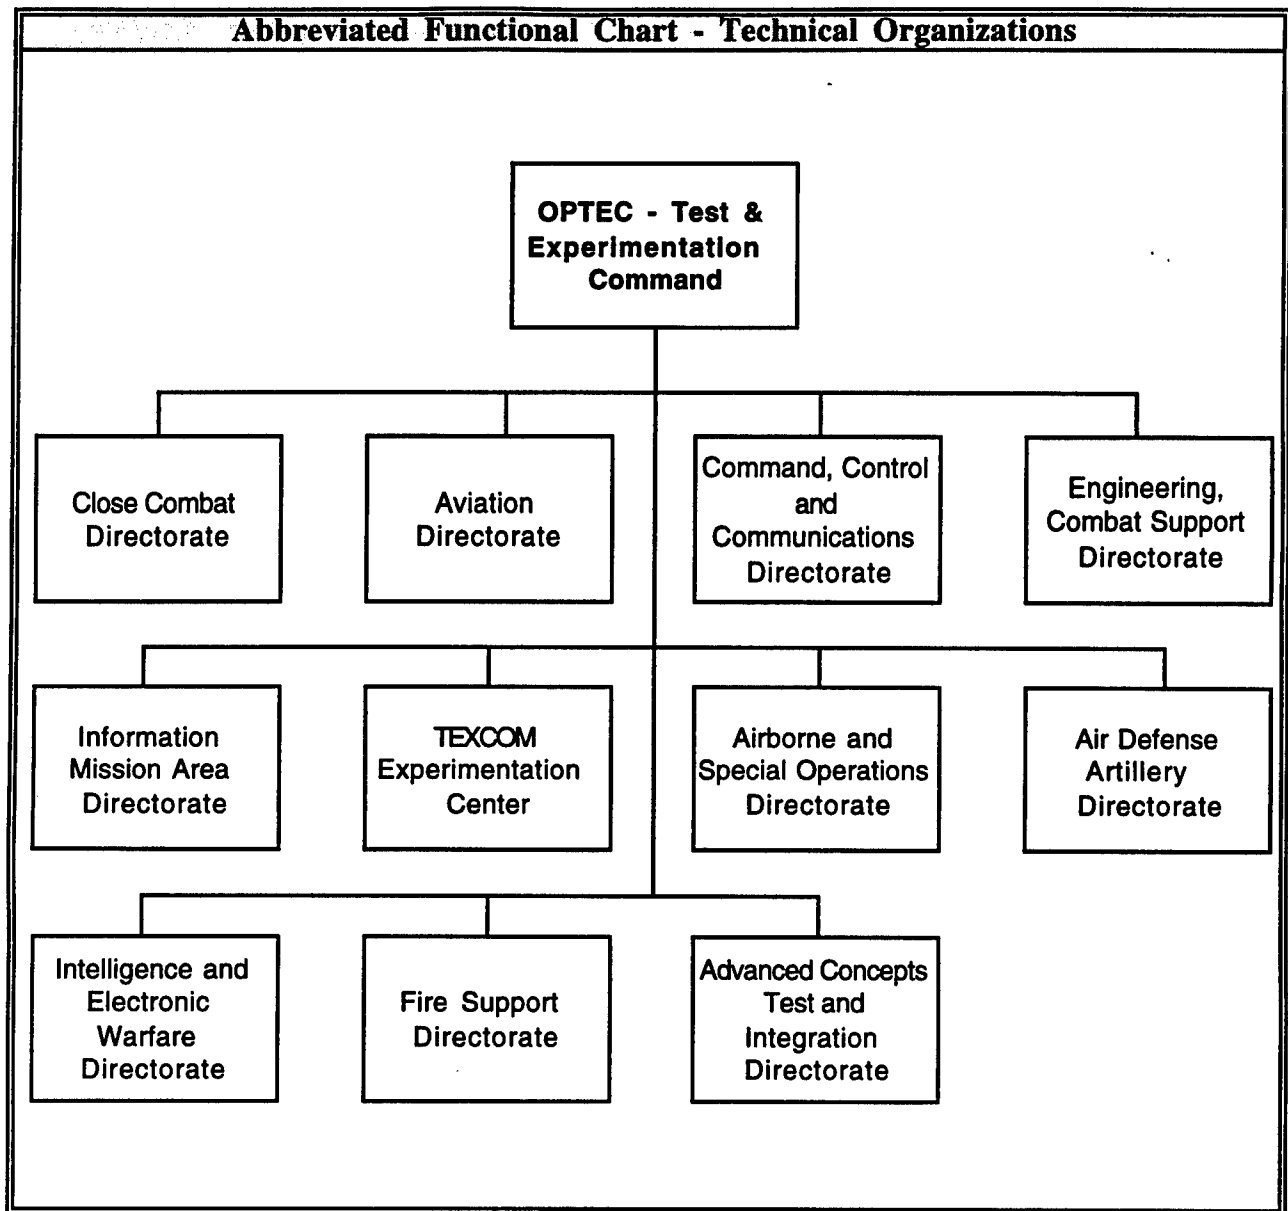 Abbreviated Functional Chart - Technical Organizations
OPTEC - Test &
Experimentation
Command
Close Combat
Directorate
Aviation
Directorate
Command, Control
and
Communications
Directorate
Engineering,
Combat Support
Directorate
Information
Mission Area
Directorate
TEXCOM
Experimentation
Center
Airborne and
Special Operations
Directorate
Air Defense
Artillery
Directorate
Intelligence and
Electronic
Warfare
Directorate
Fire Support
Directorate
Advanced Concepts
Test and
Integration
Directorate